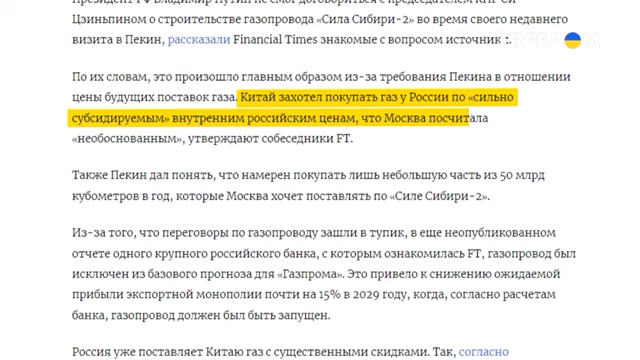 Президент РФ Владимир Путин не смог договориться с председателем КНР Си
Цзиньпином о строительстве газопровода «Сила Сибири-2» во время своего недавнего
визита в Пекин, рассказали Financial Times знакомые с вопросом источник
FREEDOM
По их словам, это произошло главным образом из-за требования Пекина в отношении
цены будущих поставок газа. Китай захотел покупать газ у России по «сильно
субсидируемым» внутренним российским ценам, что Москва посчитала
«необоснованным», утверждают собеседники FT.
Также Пекин дал понять, что намерен покупать лишь небольшую часть из 50 млрд
кубометров в год, которые Москва хочет поставлять по «Силе Сибири-2».
Из-за того, что переговоры по газопроводу зашли в тупик, в еще неопубликованном
отчете одного крупного российского банка, с которым ознакомилась FT, газопровод был
исключен из базового прогноза для «Газпрома». Это привело к снижению ожидаемой
прибыли экспортной монополии почти на 15% в 2029 году, когда, согласно расчетам
банка, газопровод должен был быть запущен.
Россия уже поставляет Китаю газ с существенными скидками. Так, согласно